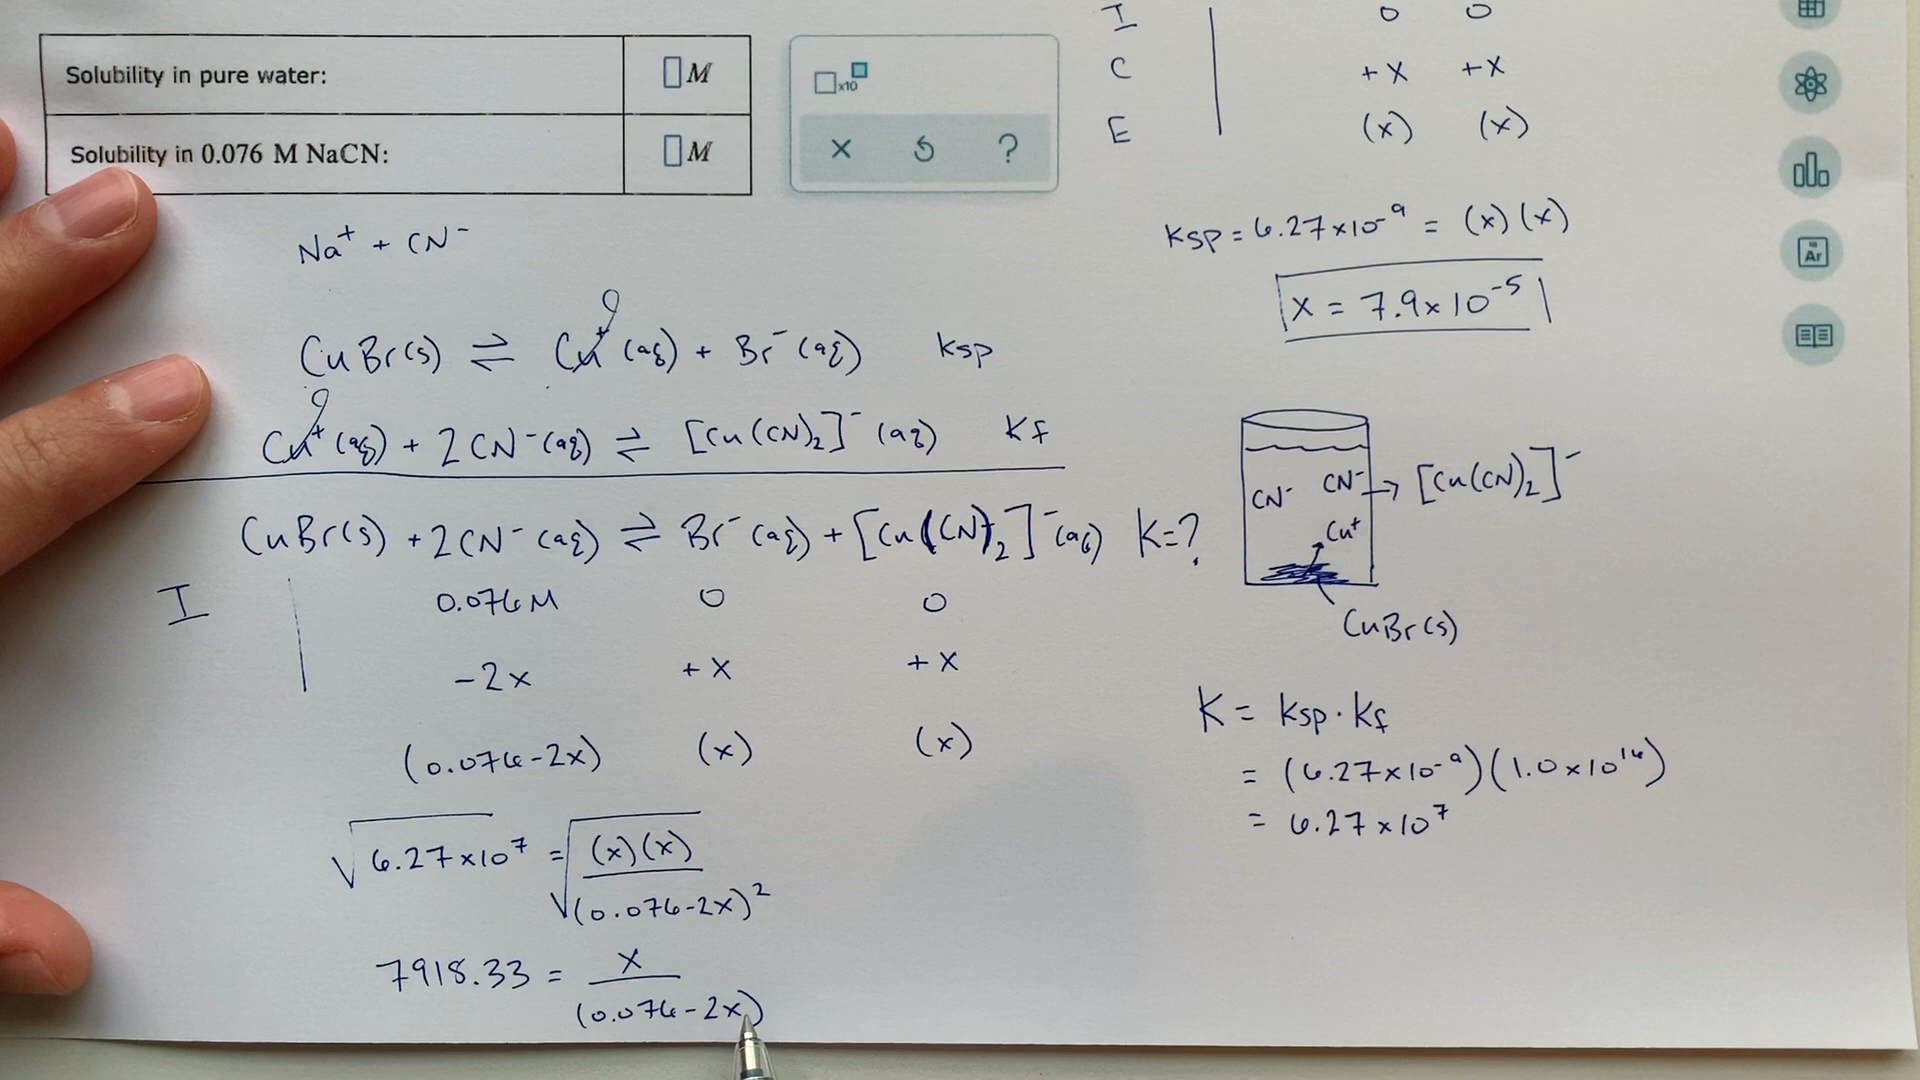 I 0 0
C +x +x
E (x) (x)
Solubility in pure water: □M
Solubility in 0.076 M NaCN: □M
□x10□
× ↺ ?
Ar
Ksp = 6.27×10⁻⁹ = (x)(x)
x = 7.9×10⁻⁵
Na⁺ + CN⁻
CuBr(s) ⇌ Cu⁺(aq) + Br⁻(aq) Ksp
Cu⁺(aq) + 2CN⁻(aq) ⇌ [Cu(CN)₂]⁻(aq) Kf
CuBr(s) + 2CN⁻(aq) ⇌ Br⁻(aq) + [Cu(CN)₂]⁻(aq) K=?
I 0.076M 0 0
-2x +x +x
(0.076-2x) (x) (x)
√6.27×10⁷ = √(x)(x)/(0.076-2x)²
7918.33 = x/(0.076-2x)
CN⁻ CN⁻ → [Cu(CN)₂]⁻
Cu⁺
CuBr(s)
K = Ksp · Kf
= (6.27×10⁻⁹)(1.0×10¹⁶)
= 6.27×10⁷